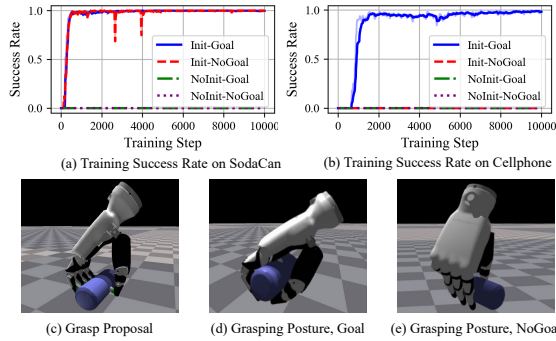 Success Rate
1.0
0.5
0.0
Init-Goal
Init-NoGoal
NoInit-Goal
NoInit-NoGoal
0 2000 4000 6000 8000 10000
Training Step
(a) Training Success Rate on SodaCan
Success Rate
1.0
0.5
0.0
Init-Goal
Init-NoGoal
NoInit-Goal
NoInit-NoGoal
0 2000 4000 6000 8000 10000
Training Step
(b) Training Success Rate on Cellphone
(c) Grasp Proposal
(d) Grasping Posture, Goal
(e) Grasping Posture, NoGoa